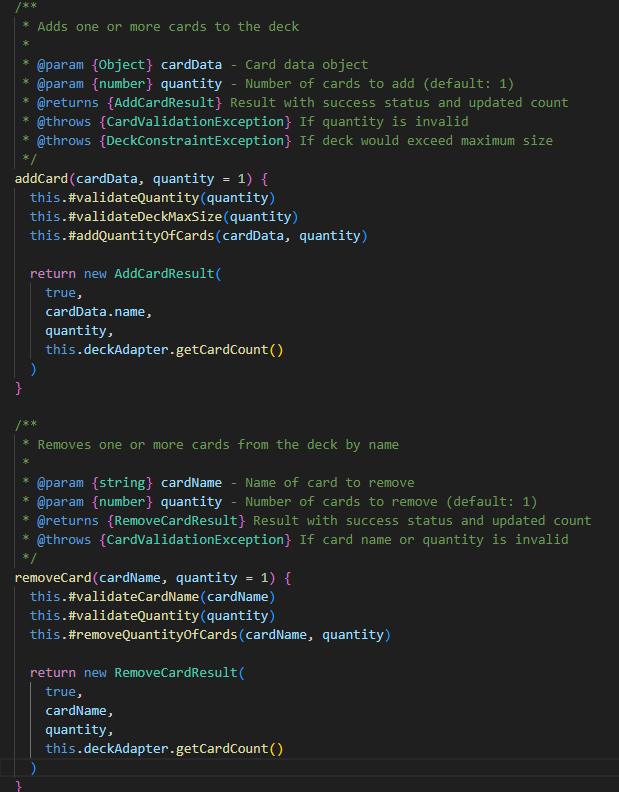 /**
 * Adds one or more cards to the deck
 *
 * @param {Object} cardData - Card data object
 * @param {number} quantity - Number of cards to add (default: 1)
 * @returns {AddCardResult} Result with success status and updated count
 * @throws {CardValidationException} If quantity is invalid
 * @throws {DeckConstraintException} If deck would exceed maximum size
 */
addCard(cardData, quantity = 1) {
  this.#validateQuantity(quantity)
  this.#validateDeckMaxSize(quantity)
  this.#addQuantityOfCards(cardData, quantity)

  return new AddCardResult(
    true,
    cardData.name,
    quantity,
    this.deckAdapter.getCardCount()
  )
}

/**
 * Removes one or more cards from the deck by name
 *
 * @param {string} cardName - Name of card to remove
 * @param {number} quantity - Number of cards to remove (default: 1)
 * @returns {RemoveCardResult} Result with success status and updated count
 * @throws {CardValidationException} If card name or quantity is invalid
 */
removeCard(cardName, quantity = 1) {
  this.#validateCardName(cardName)
  this.#validateQuantity(quantity)
  this.#removeQuantityOfCards(cardName, quantity)

  return new RemoveCardResult(
    true,
    cardName,
    quantity,
    this.deckAdapter.getCardCount()
  )
}